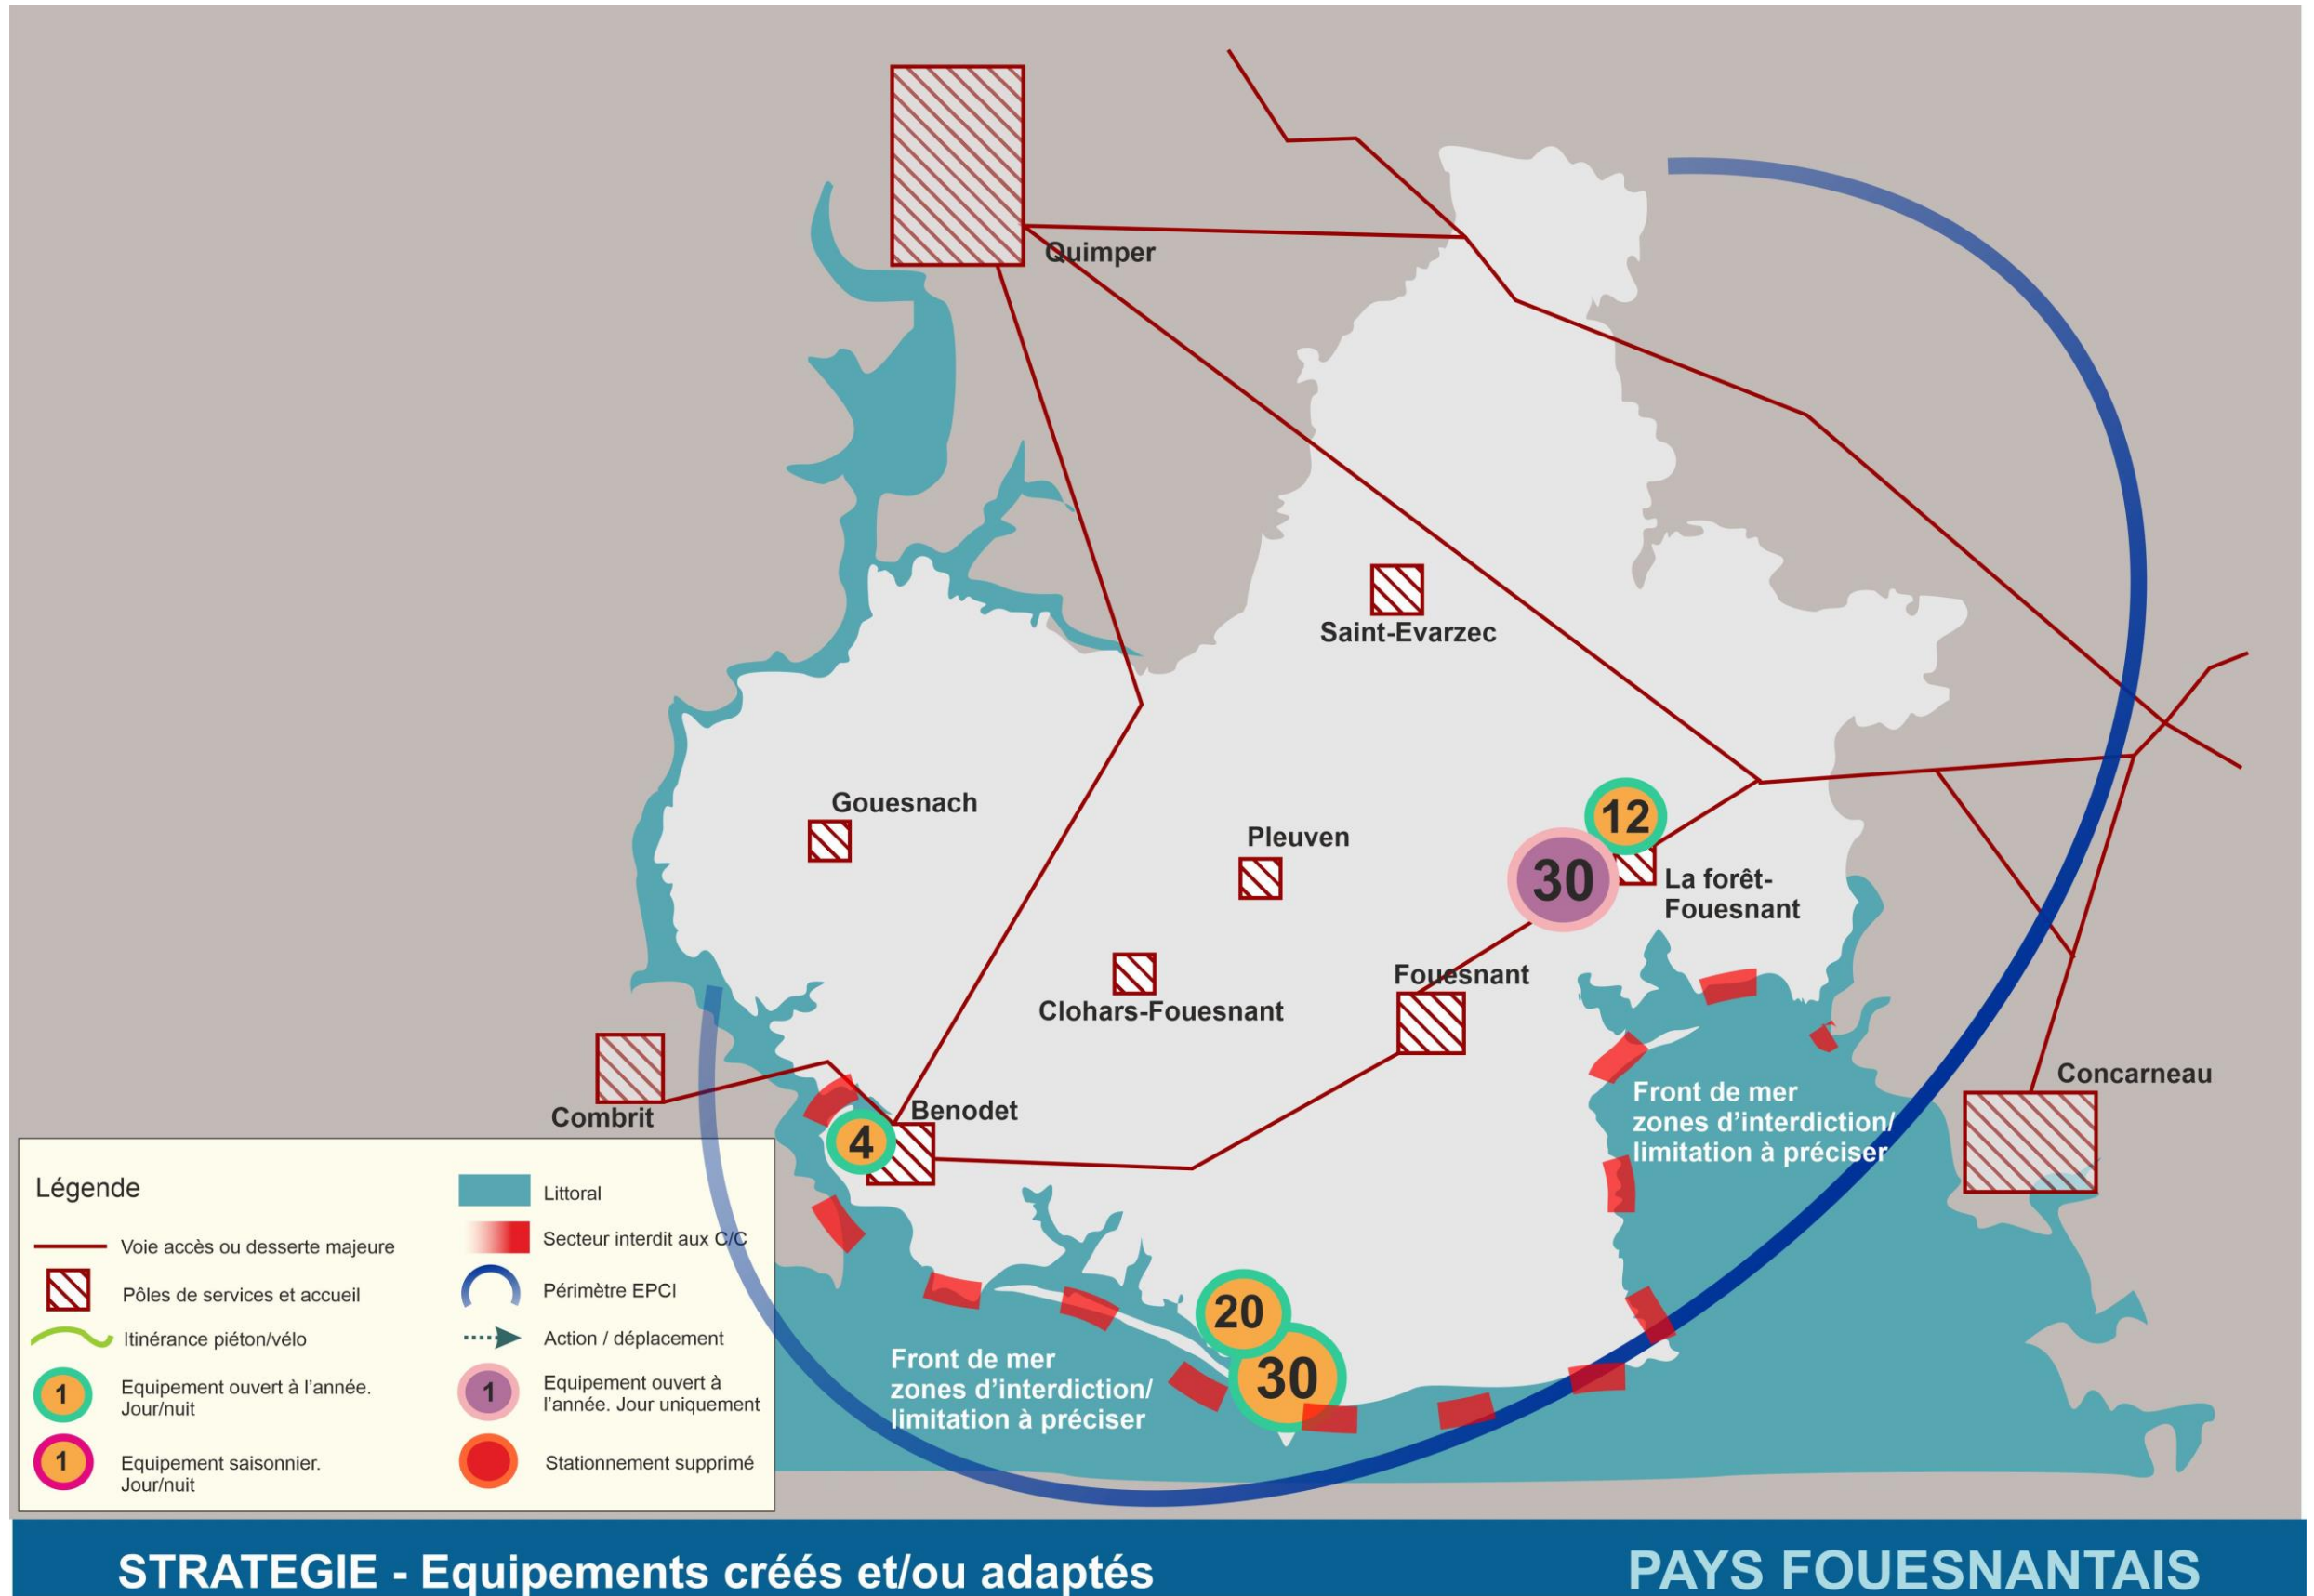 Quimper
Saint-Evarzec
Gouesnach
Pleuven
12
30
La forêt-
Fouesnant
Fouesnant
Clohars-Fouesnant
Combrit
Benodet
4
Concarneau
Front de mer
zones d'interdiction/
limitation à préciser
20
30
Front de mer
zones d'interdiction/
limitation à préciser
Légende
Voie accès ou desserte majeure
Pôles de services et accueil
Itinérance piéton/vélo
1
Equipement ouvert à l'année.
Jour/nuit
1
Equipement saisonnier.
Jour/nuit
Littoral
Secteur interdit aux C/C
Périmètre EPCI
Action / déplacement
1
Equipement ouvert à
l'année. Jour uniquement
Stationnement supprimé
STRATEGIE - Equipements créés et/ou adaptés
PAYS FOUESNANTAIS